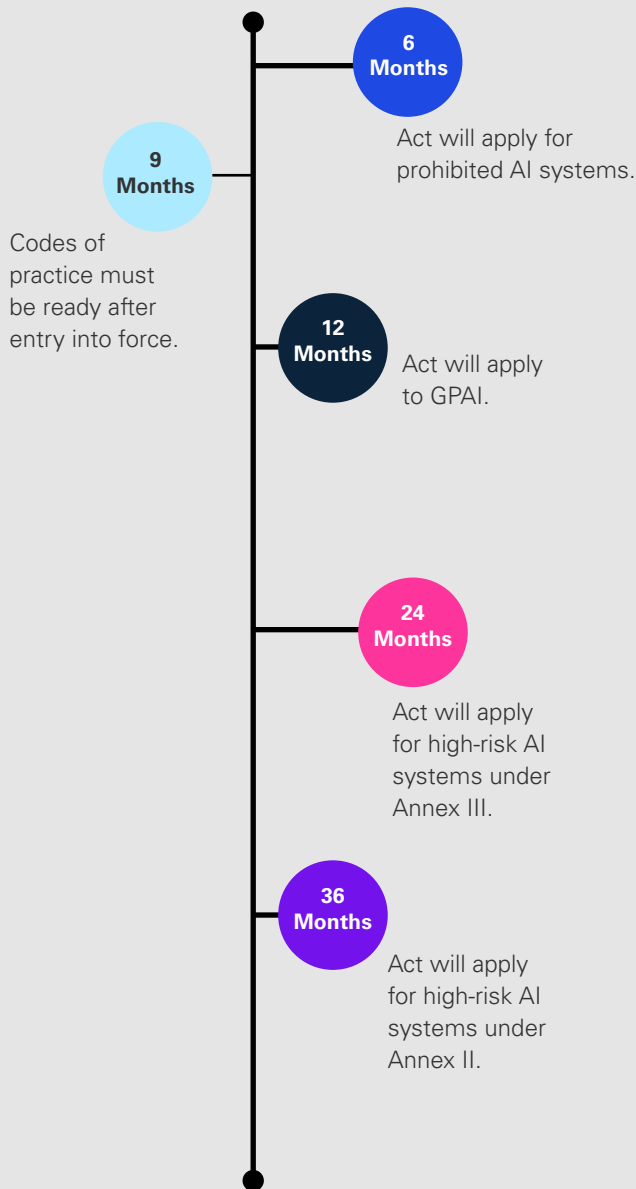 6
Months
Act will apply for
prohibited AI systems.
9
Months
Codes of
practice must
be ready after
entry into force.
12
Months
Act will apply
to GPAI.
24
Months
Act will apply
for high-risk AI
systems under
Annex III.
36
Months
Act will apply
for high-risk AI
systems under
Annex II.